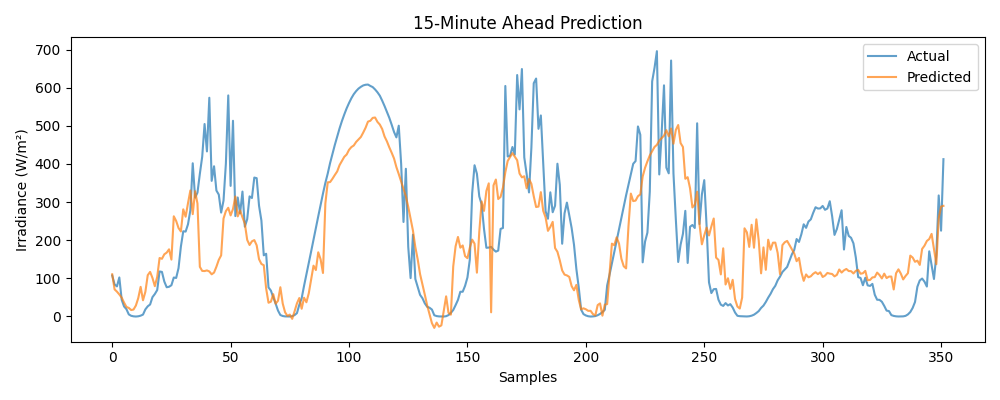 15-Minute Ahead Prediction
Irradiance (W/m²)
700
600
500
400
300
200
100
0
Actual
Predicted
0 50 100 150 200 250 300 350
Samples